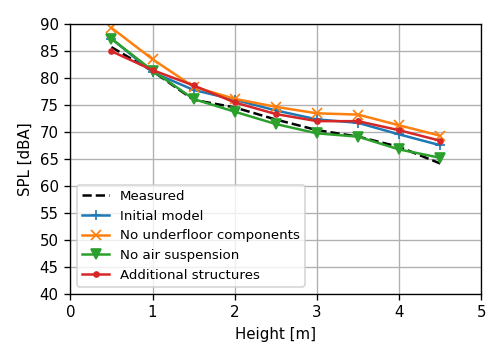 90
85
80
75
70
65
60
55
50
45
40
SPL [dBA]
Measured
Initial model
No underfloor components
No air suspension
Additional structures
0 1 2 3 4 5
Height [m]